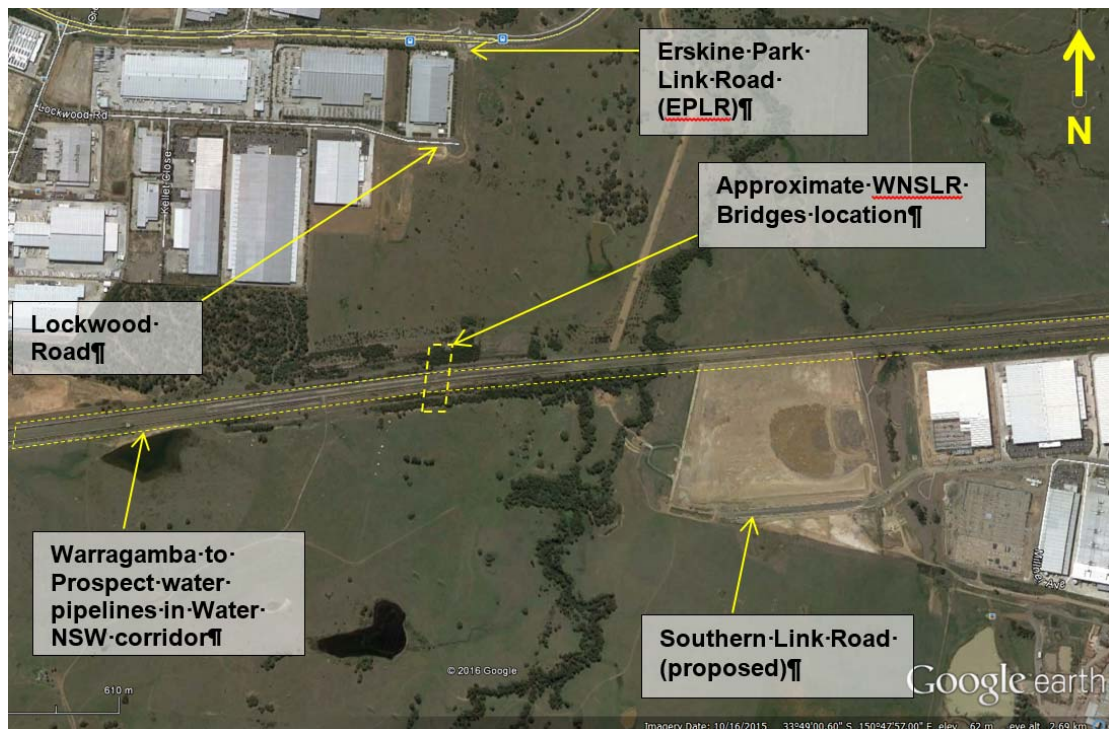 Erskine·Park·
Link·Road·
(EPLR)¶
N
Approximate·WNSLR·
Bridges·location¶
Lockwood Rd
Kellet Close
Lockwood·
Road¶
Warragamba·to·
Prospect·water·
pipelines·in·Water·
NSW·corridor¶
Southern·Link·Road·
(proposed)¶
Milner Ave
© 2016 Google
Google earth
610 m
Imagery Date: 10/16/2015 33°49'00.60" S 150°47'57.00" E elev 62 m eye alt 2.69 km